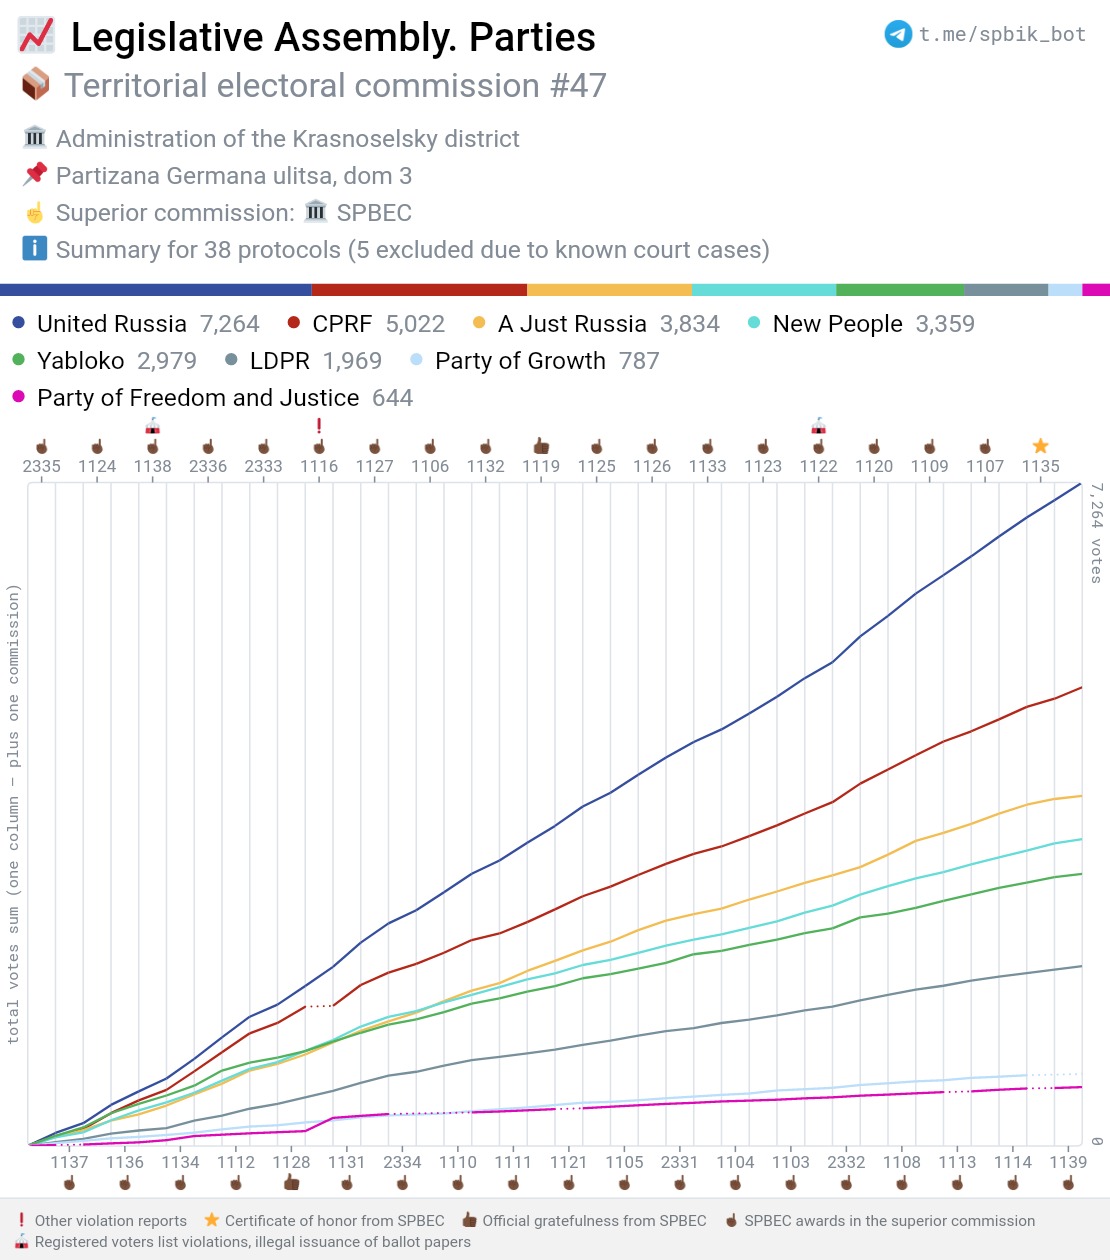 Legislative Assembly. Parties
t.me/spbik_bot
Territorial electoral commission #47
Administration of the Krasnoselsky district
Partizana Germana ulitsa, dom 3
Superior commission: SPBEC
Summary for 38 protocols (5 excluded due to known court cases)
United Russia 7,264 CPRF 5,022 A Just Russia 3,834 New People 3,359
Yabloko 2,979 LDPR 1,969 Party of Growth 787
Party of Freedom and Justice 644
2335 1124 1138 2336 2333 1116 1127 1106 1132 1119 1125 1126 1133 1123 1122 1120 1109 1107 1135
7,264 votes
total votes sum (one column – plus one commission)
0
1137 1136 1134 1112 1128 1131 2334 1110 1111 1121 1105 2331 1104 1103 2332 1108 1113 1114 1139
Other violation reports Certificate of honor from SPBEC Official gratefulness from SPBEC SPBEC awards in the superior commission
Registered voters list violations, illegal issuance of ballot papers